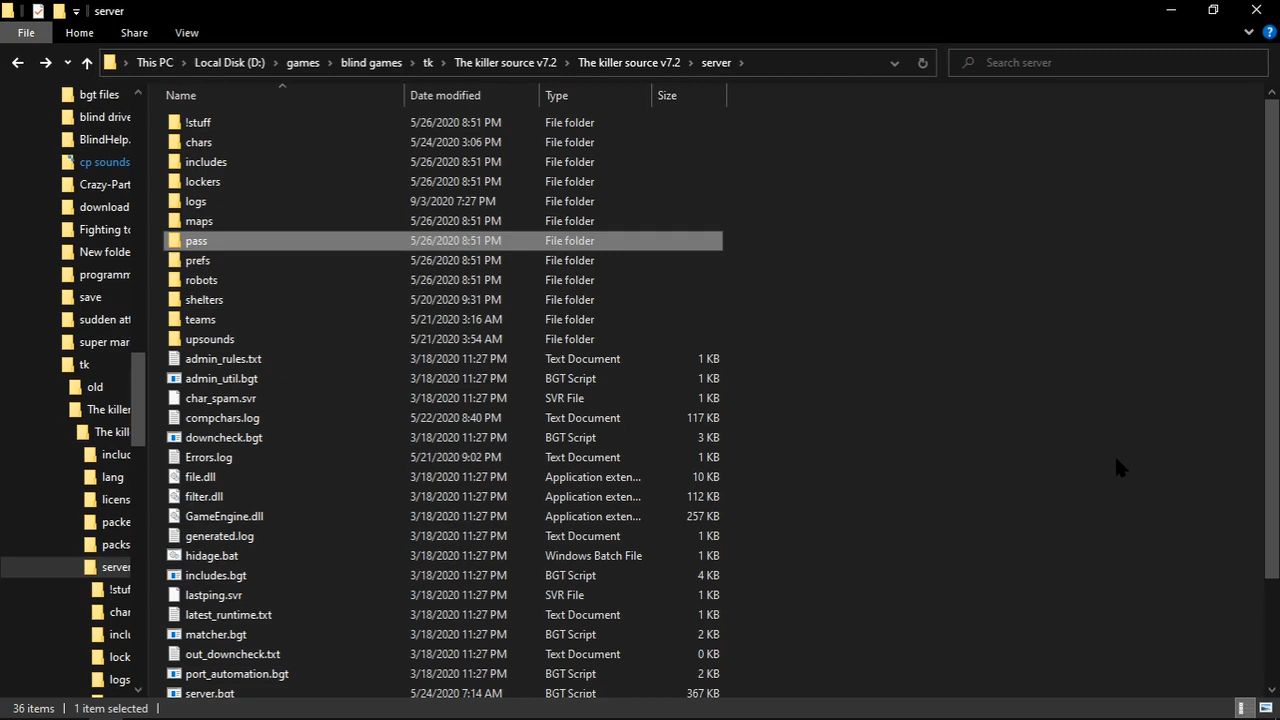 server
File Home Share View
This PC Local Disk (D:) games blind games tk The killer source v7.2 The killer source v7.2 server Search server
bgt files
blind drive
BlindHelp.
cp sounds
Crazy-Part
download
Fighting to
New folde
programm
save
sudden att
super mar
tk
old
The killer
The kill
incluc
lang
licens
packe
packs
server
!stuf
char
inclu
lock
logs
Name Date modified Type Size
!stuff 5/26/2020 8:51 PM File folder
chars 5/24/2020 3:06 PM File folder
includes 5/26/2020 8:51 PM File folder
lockers 5/26/2020 8:51 PM File folder
logs 9/3/2020 7:27 PM File folder
maps 5/26/2020 8:51 PM File folder
pass 5/26/2020 8:51 PM File folder
prefs 5/26/2020 8:51 PM File folder
robots 5/26/2020 8:51 PM File folder
shelters 5/20/2020 9:31 PM File folder
teams 5/21/2020 3:16 AM File folder
upsounds 5/21/2020 3:54 AM File folder
admin_rules.txt 3/18/2020 11:27 PM Text Document 1 KB
admin_util.bgt 3/18/2020 11:27 PM BGT Script 1 KB
char_spam.svr 3/18/2020 11:27 PM SVR File 1 KB
compchars.log 5/22/2020 8:40 PM Text Document 117 KB
downcheck.bgt 3/18/2020 11:27 PM BGT Script 3 KB
Errors.log 5/21/2020 9:02 PM Text Document 1 KB
file.dll 3/18/2020 11:27 PM Application exten... 10 KB
filter.dll 3/18/2020 11:27 PM Application exten... 112 KB
GameEngine.dll 3/18/2020 11:27 PM Application exten... 257 KB
generated.log 3/18/2020 11:27 PM Text Document 1 KB
hidage.bat 3/18/2020 11:27 PM Windows Batch File 1 KB
includes.bgt 3/18/2020 11:27 PM BGT Script 4 KB
lastping.svr 3/18/2020 11:27 PM SVR File 1 KB
latest_runtime.txt 3/18/2020 11:27 PM Text Document 1 KB
matcher.bgt 3/18/2020 11:27 PM BGT Script 2 KB
out_downcheck.txt 3/18/2020 11:27 PM Text Document 0 KB
port_automation.bgt 3/18/2020 11:27 PM BGT Script 2 KB
server.bgt 5/24/2020 7:14 AM BGT Script 367 KB
36 items 1 item selected